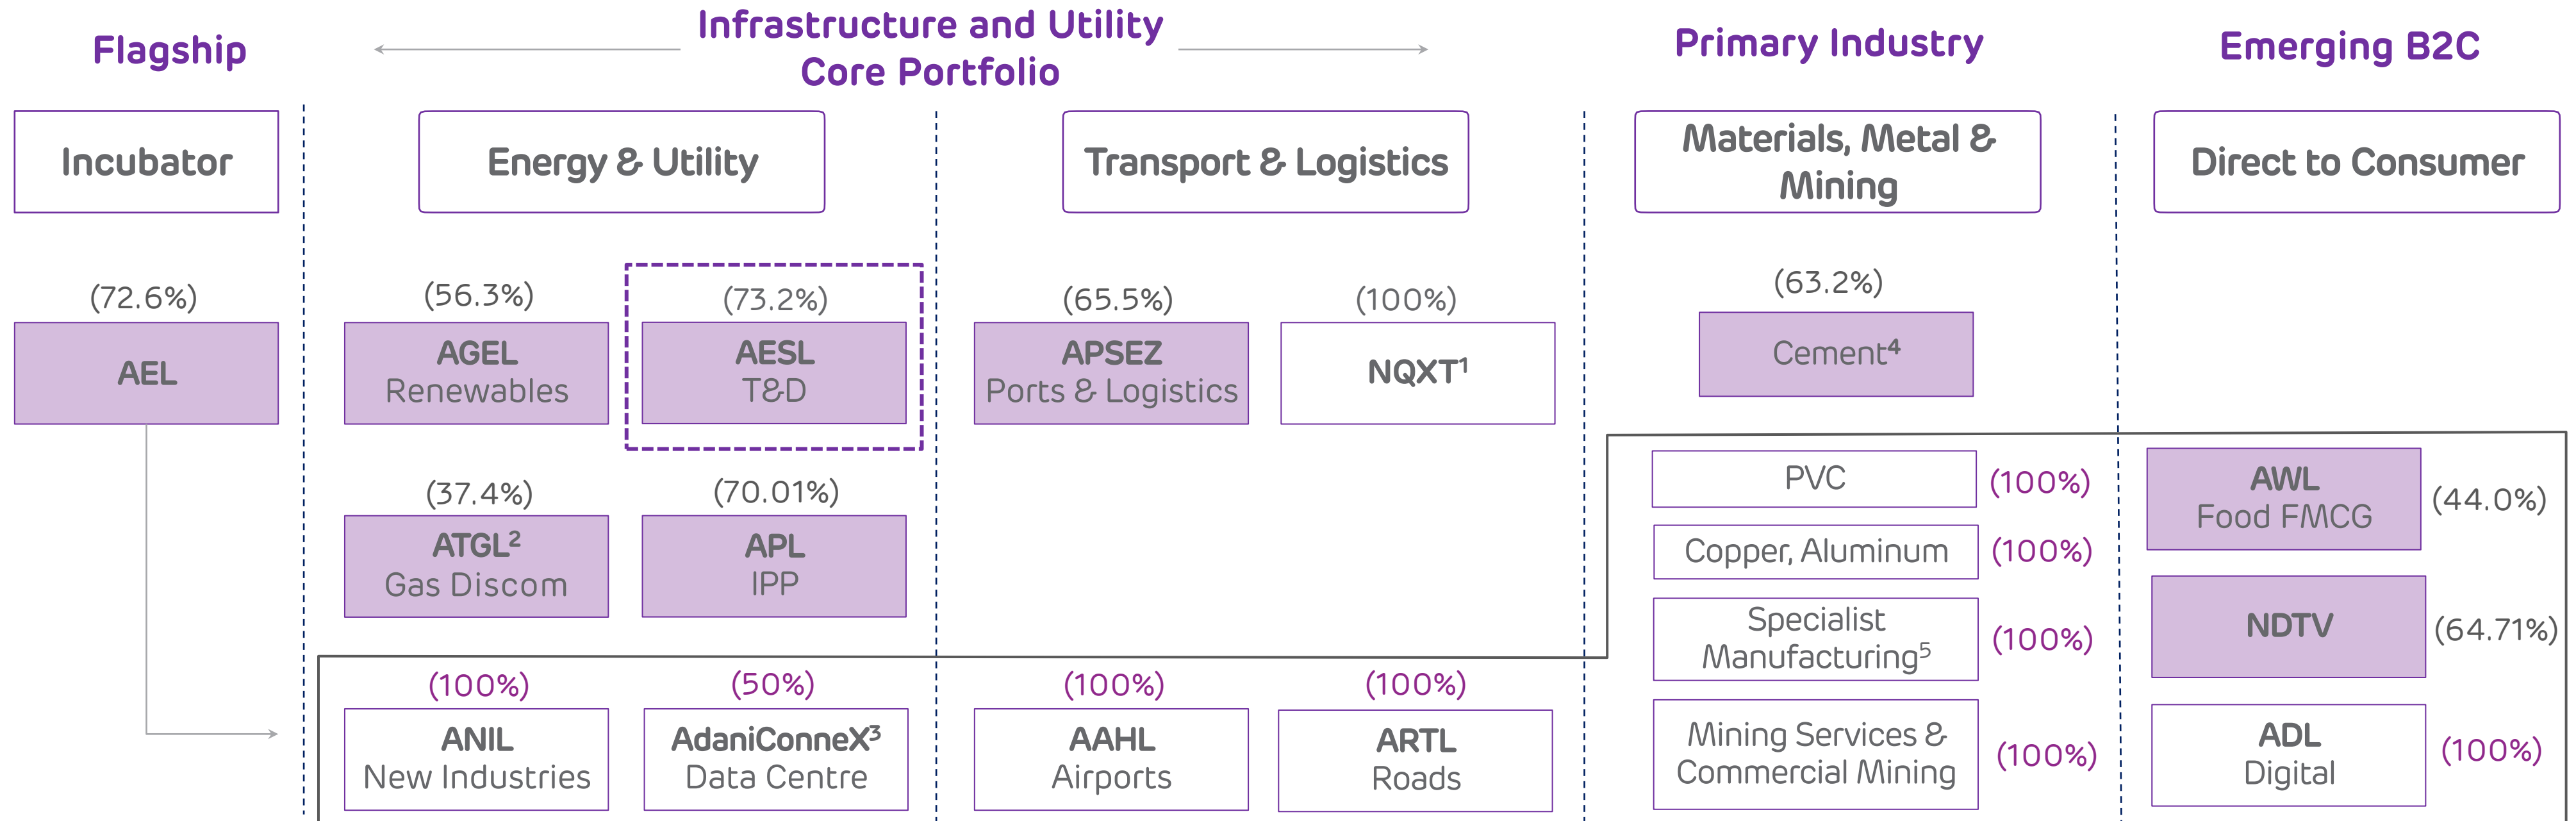 Flagship
Infrastructure and Utility
Core Portfolio
Primary Industry
Emerging B2C
Incubator
Energy & Utility
Transport & Logistics
Materials, Metal &
Mining
Direct to Consumer
(72.6%)
AEL
(56.3%)
AGEL
Renewables
(73.2%)
AESL
T&D
(65.5%)
APSEZ
Ports & Logistics
(100%)
NQXT¹
(63.2%)
Cement⁴
(37.4%)
ATGL²
Gas Discom
(70.01%)
APL
IPP
PVC
(100%)
Copper, Aluminum
(100%)
Specialist
Manufacturing⁵
(100%)
Mining Services &
Commercial Mining
(100%)
AWL
Food FMCG
(44.0%)
NDTV
(64.71%)
ADL
Digital
(100%)
(100%)
ANIL
New Industries
(50%)
AdaniConneX³
Data Centre
(100%)
AAHL
Airports
(100%)
ARTL
Roads